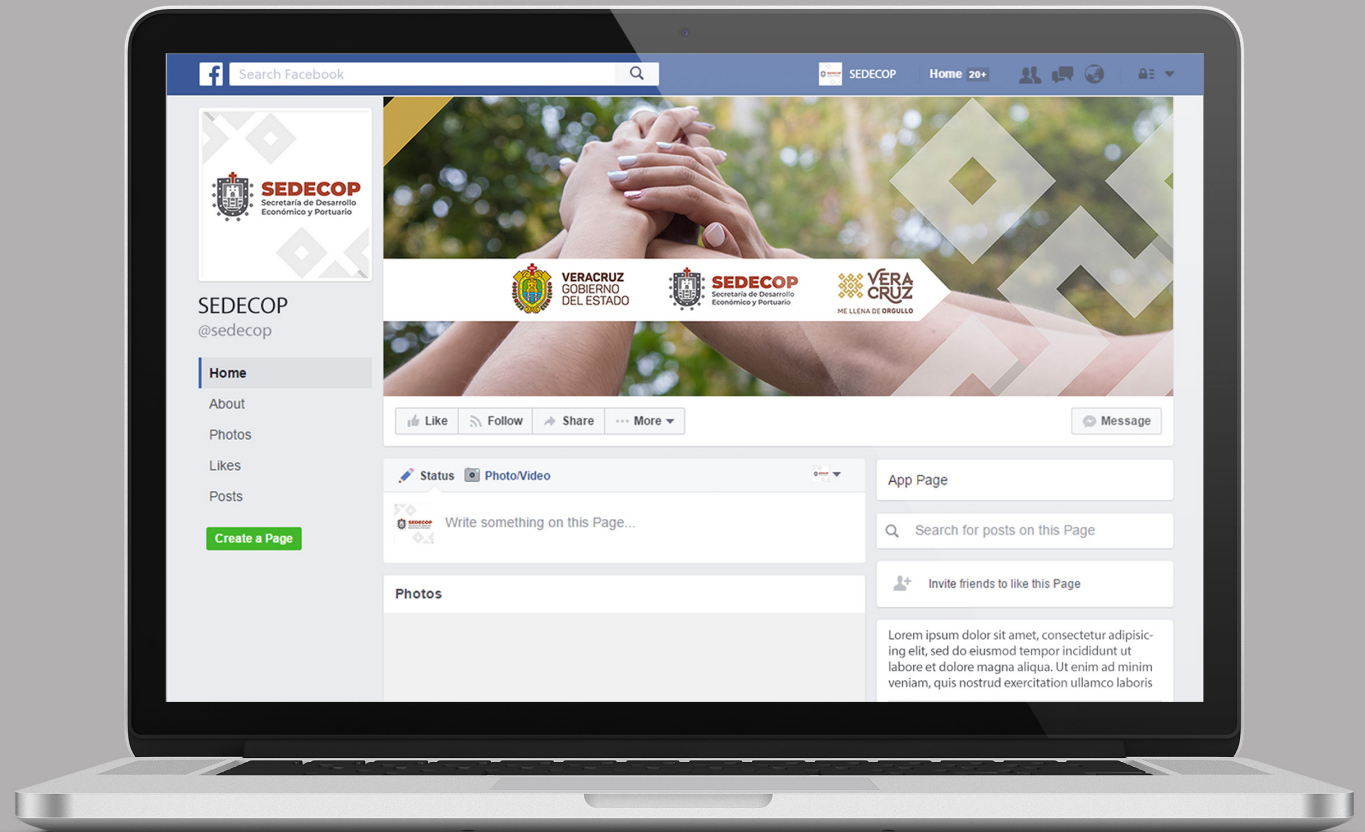 f
Search Facebook
SEDECOP
Home 20+
SEDECOP
Secretaría de Desarrollo
Económico y Portuario
SEDECOP
@sedecop
Home
About
Photos
Likes
Posts
Create a Page
VERACRUZ
GOBIERNO
DEL ESTADO
SEDECOP
Secretaría de Desarrollo
Económico y Portuario
VERA
CRUZ
ME LLENA DE ORGULLO
Like
Follow
Share
More
Message
Status
Photo/Video
SEDECOP
Write something on this Page...
Photos
App Page
Search for posts on this Page
Invite friends to like this Page
Lorem ipsum dolor sit amet, consectetur adipisic-
ing elit, sed do eiusmod tempor incididunt ut
labore et dolore magna aliqua. Ut enim ad minim
veniam, quis nostrud exercitation ullamco laboris